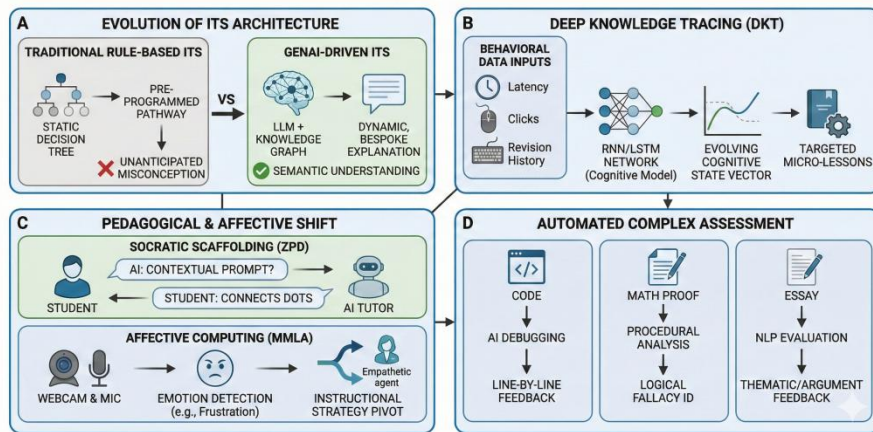 A EVOLUTION OF ITS ARCHITECTURE
TRADITIONAL RULE-BASED ITS
STATIC
DECISION
TREE
PRE-
PROGRAMMED
PATHWAY
UNANTICIPATED
MISCONCEPTION
VS
GENAI-DRIVEN ITS
LLM +
KNOWLEDGE
GRAPH
DYNAMIC,
BESPOKE
EXPLANATION
SEMANTIC UNDERSTANDING
B DEEP KNOWLEDGE TRACING (DKT)
BEHAVIORAL
DATA INPUTS
Latency
Clicks
Revision
History
RNN/LSTM
NETWORK
(Cognitive Model)
EVOLVING
COGNITIVE
STATE VECTOR
TARGETED
MICRO-LESSONS
C PEDAGOGICAL & AFFECTIVE SHIFT
SOCRATIC SCAFFOLDING (ZPD)
AI: CONTEXTUAL PROMPT?
STUDENT: CONNECTS DOTS
STUDENT
AI TUTOR
AFFECTIVE COMPUTING (MMLA)
WEBCAM & MIC
EMOTION DETECTION
(e.g., Frustration)
Empathetic
agent
INSTRUCTIONAL
STRATEGY PIVOT
D AUTOMATED COMPLEX ASSESSMENT
</>
CODE
AI DEBUGGING
LINE-BY-LINE
FEEDBACK
MATH PROOF
PROCEDURAL
ANALYSIS
LOGICAL
FALLACY ID
ESSAY
NLP EVALUATION
THEMATIC/ARGUMENT
FEEDBACK